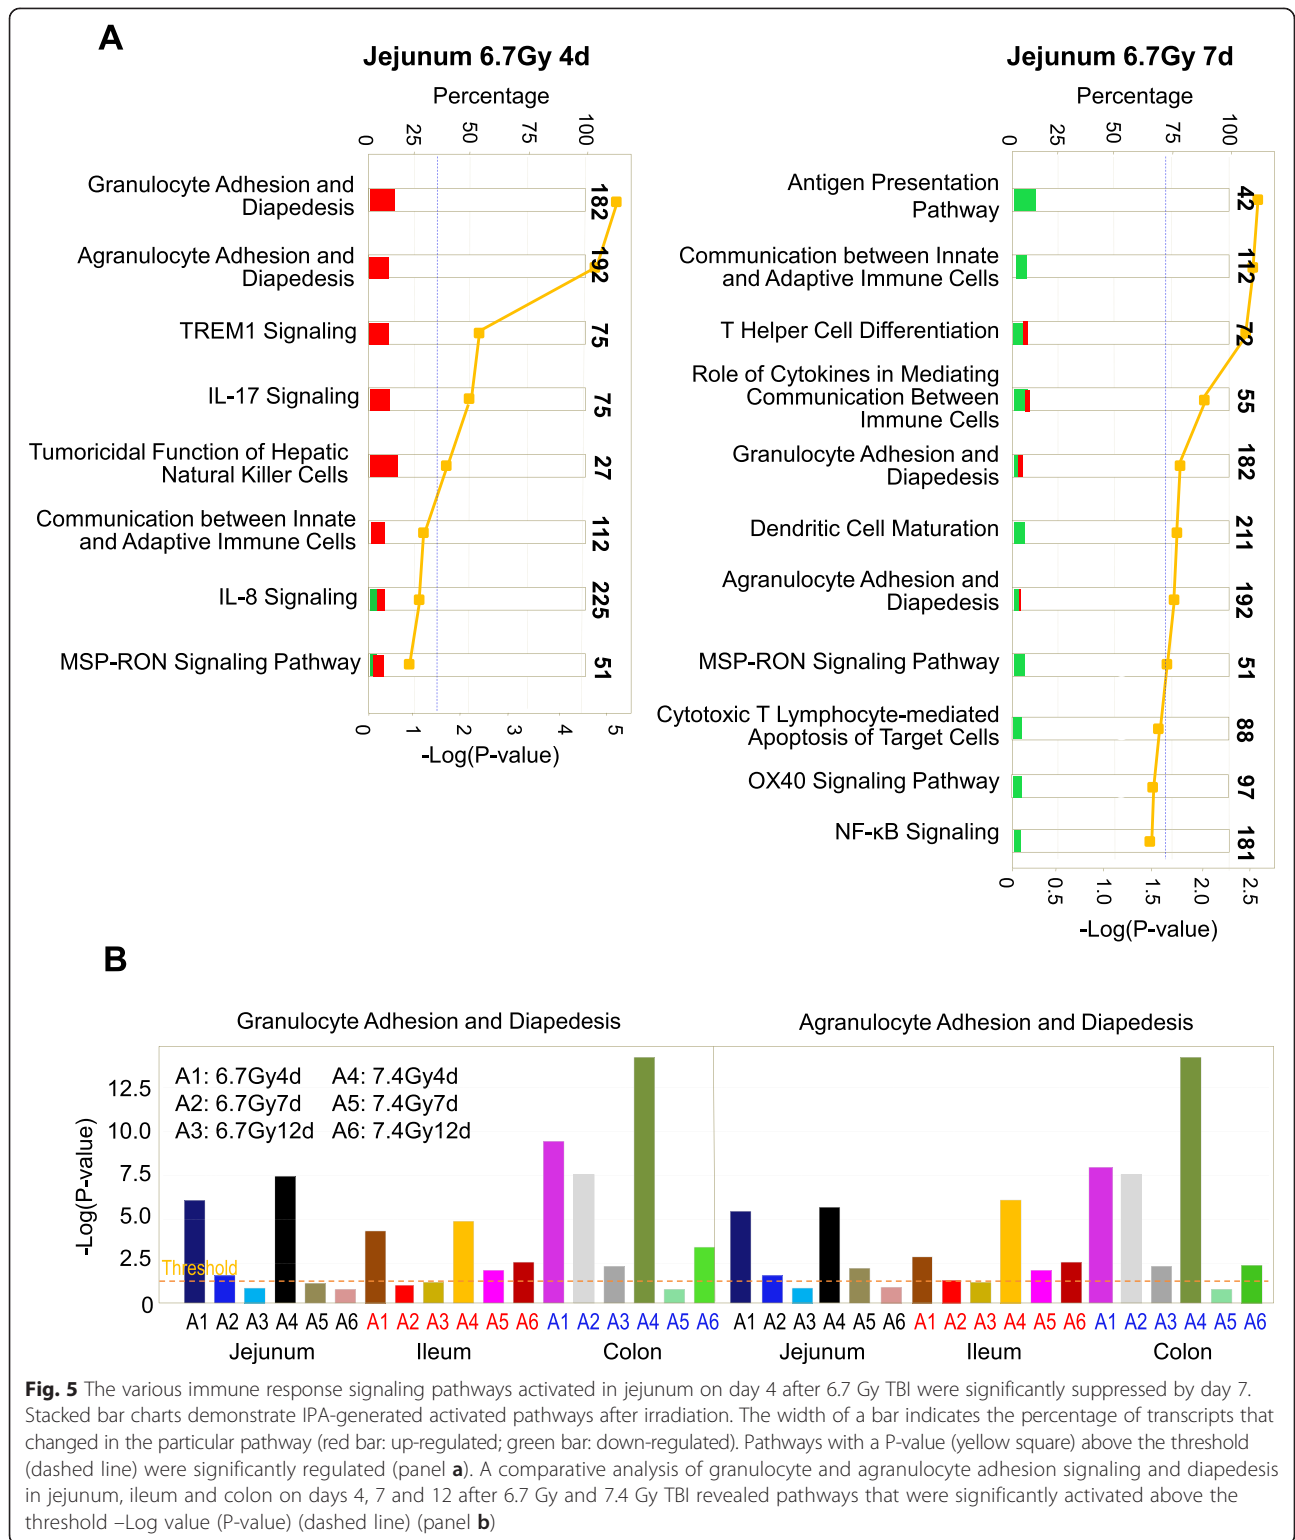 A
Jejunum 6.7Gy 4d
Percentage
0 25 50 75 100
Granulocyte Adhesion and
Diapedesis
182
Agranulocyte Adhesion and
Diapedesis
192
TREM1 Signaling
75
IL-17 Signaling
75
Tumoricidal Function of Hepatic
Natural Killer Cells
27
Communication between Innate
and Adaptive Immune Cells
112
IL-8 Signaling
225
MSP-RON Signaling Pathway
51
0 1 2 3 4 5
-Log(P-value)
Jejunum 6.7Gy 7d
Percentage
0 25 50 75 100
Antigen Presentation
Pathway
42
Communication between Innate
and Adaptive Immune Cells
112
T Helper Cell Differentiation
72
Role of Cytokines in Mediating
Communication Between
Immune Cells
55
Granulocyte Adhesion and
Diapedesis
182
Dendritic Cell Maturation
211
Agranulocyte Adhesion and
Diapedesis
192
MSP-RON Signaling Pathway
51
Cytotoxic T Lymphocyte-mediated
Apoptosis of Target Cells
88
OX40 Signaling Pathway
97
NF-κB Signaling
181
0 0.5 1.0 1.5 2.0 2.5
-Log(P-value)
B
Granulocyte Adhesion and Diapedesis
Agranulocyte Adhesion and Diapedesis
-Log(P-value)
12.5
10.0
7.5
5.0
2.5
0
A1: 6.7Gy4d A4: 7.4Gy4d
A2: 6.7Gy7d A5: 7.4Gy7d
A3: 6.7Gy12d A6: 7.4Gy12d
Threshold
A1 A2 A3 A4 A5 A6 A1 A2 A3 A4 A5 A6 A1 A2 A3 A4 A5 A6 A1 A2 A3 A4 A5 A6 A1 A2 A3 A4 A5 A6 A1 A2 A3 A4 A5 A6
Jejunum Ileum Colon Jejunum Ileum Colon
Fig. 5 The various immune response signaling pathways activated in jejunum on day 4 after 6.7 Gy TBI were significantly suppressed by day 7.
Stacked bar charts demonstrate IPA-generated activated pathways after irradiation. The width of a bar indicates the percentage of transcripts that
changed in the particular pathway (red bar: up-regulated; green bar: down-regulated). Pathways with a P-value (yellow square) above the threshold
(dashed line) were significantly regulated (panel a). A comparative analysis of granulocyte and agranulocyte adhesion signaling and diapedesis
in jejunum, ileum and colon on days 4, 7 and 12 after 6.7 Gy and 7.4 Gy TBI revealed pathways that were significantly activated above the
threshold –Log value (P-value) (dashed line) (panel b)